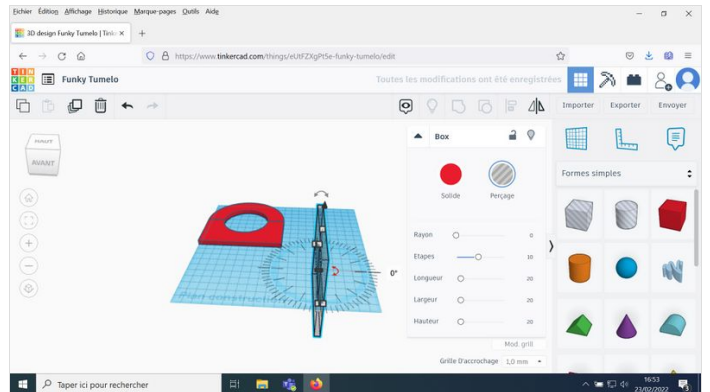 Fichier Édition Affichage Historique Marque-pages Outils Aide
3D design Funky Tumelo | Tinke
https://www.tinkercad.com/things/eUtFZXgPt5e-funky-tumelo/edit
TIN
KER
CAD
Funky Tumelo
Toutes les modifications ont été enregistrées
Importer Exporter Envoyer
HAUT
AVANT
Box
Solide Perçage
Rayon 0
Etapes 10
Longueur 20
Largeur 20
Hauteur 20
0°
Mod. grill
Grille D'accrochage 1,0 mm
Formes simples
Taper ici pour rechercher
16:53
23/02/2022